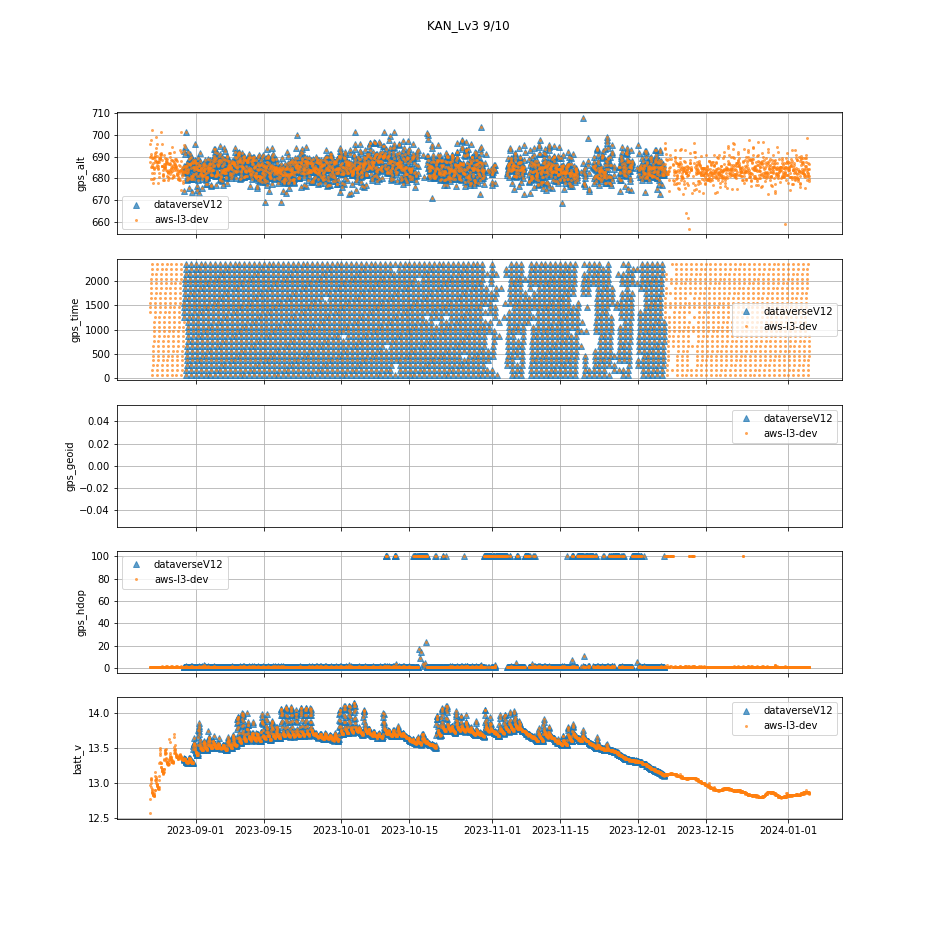 KAN_Lv3 9/10
710
700
690
680
670
660
gps_alt
dataverseV12
aws-l3-dev
2000
1500
1000
500
0
gps_time
dataverseV12
aws-l3-dev
0.04
0.02
0.00
−0.02
−0.04
gps_geoid
dataverseV12
aws-l3-dev
100
80
60
40
20
0
gps_hdop
dataverseV12
aws-l3-dev
14.0
13.5
13.0
12.5
batt_v
dataverseV12
aws-l3-dev
2023-09-01 2023-09-15 2023-10-01 2023-10-15 2023-11-01 2023-11-15 2023-12-01 2023-12-15 2024-01-01